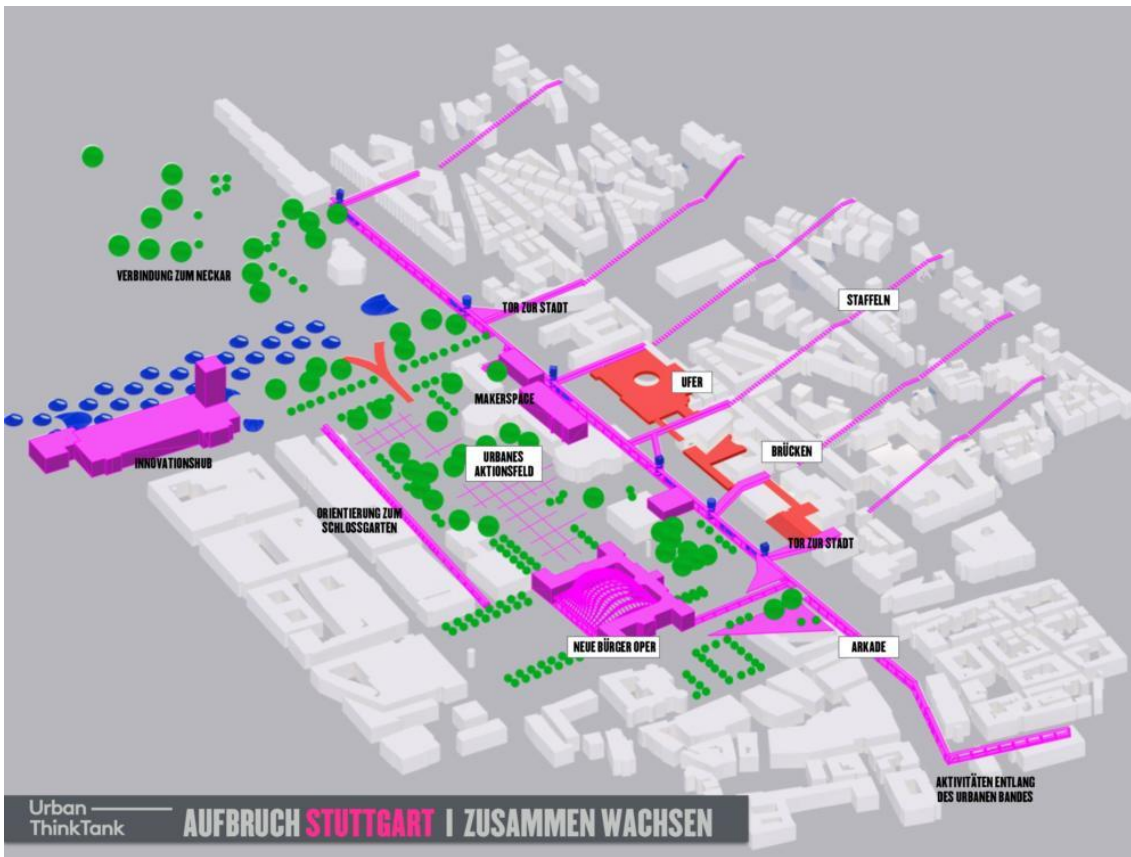 VERBINDUNG ZUM NECKAR
TOR ZUR STADT
STAFFELN
UFER
MAKERSPACE
INNOVATIONSHUB
URBANES
AKTIONSFELD
BRÜCKEN
ORIENTIERUNG ZUM
SCHLOSSGARTEN
TOR ZUR STADT
NEUE BÜRGER OPER
ARKADE
AKTIVITÄTEN ENTLANG
DES URBANEN BANDES
Urban
ThinkTank
AUFBRUCH STUTTGART I ZUSAMMEN WACHSEN